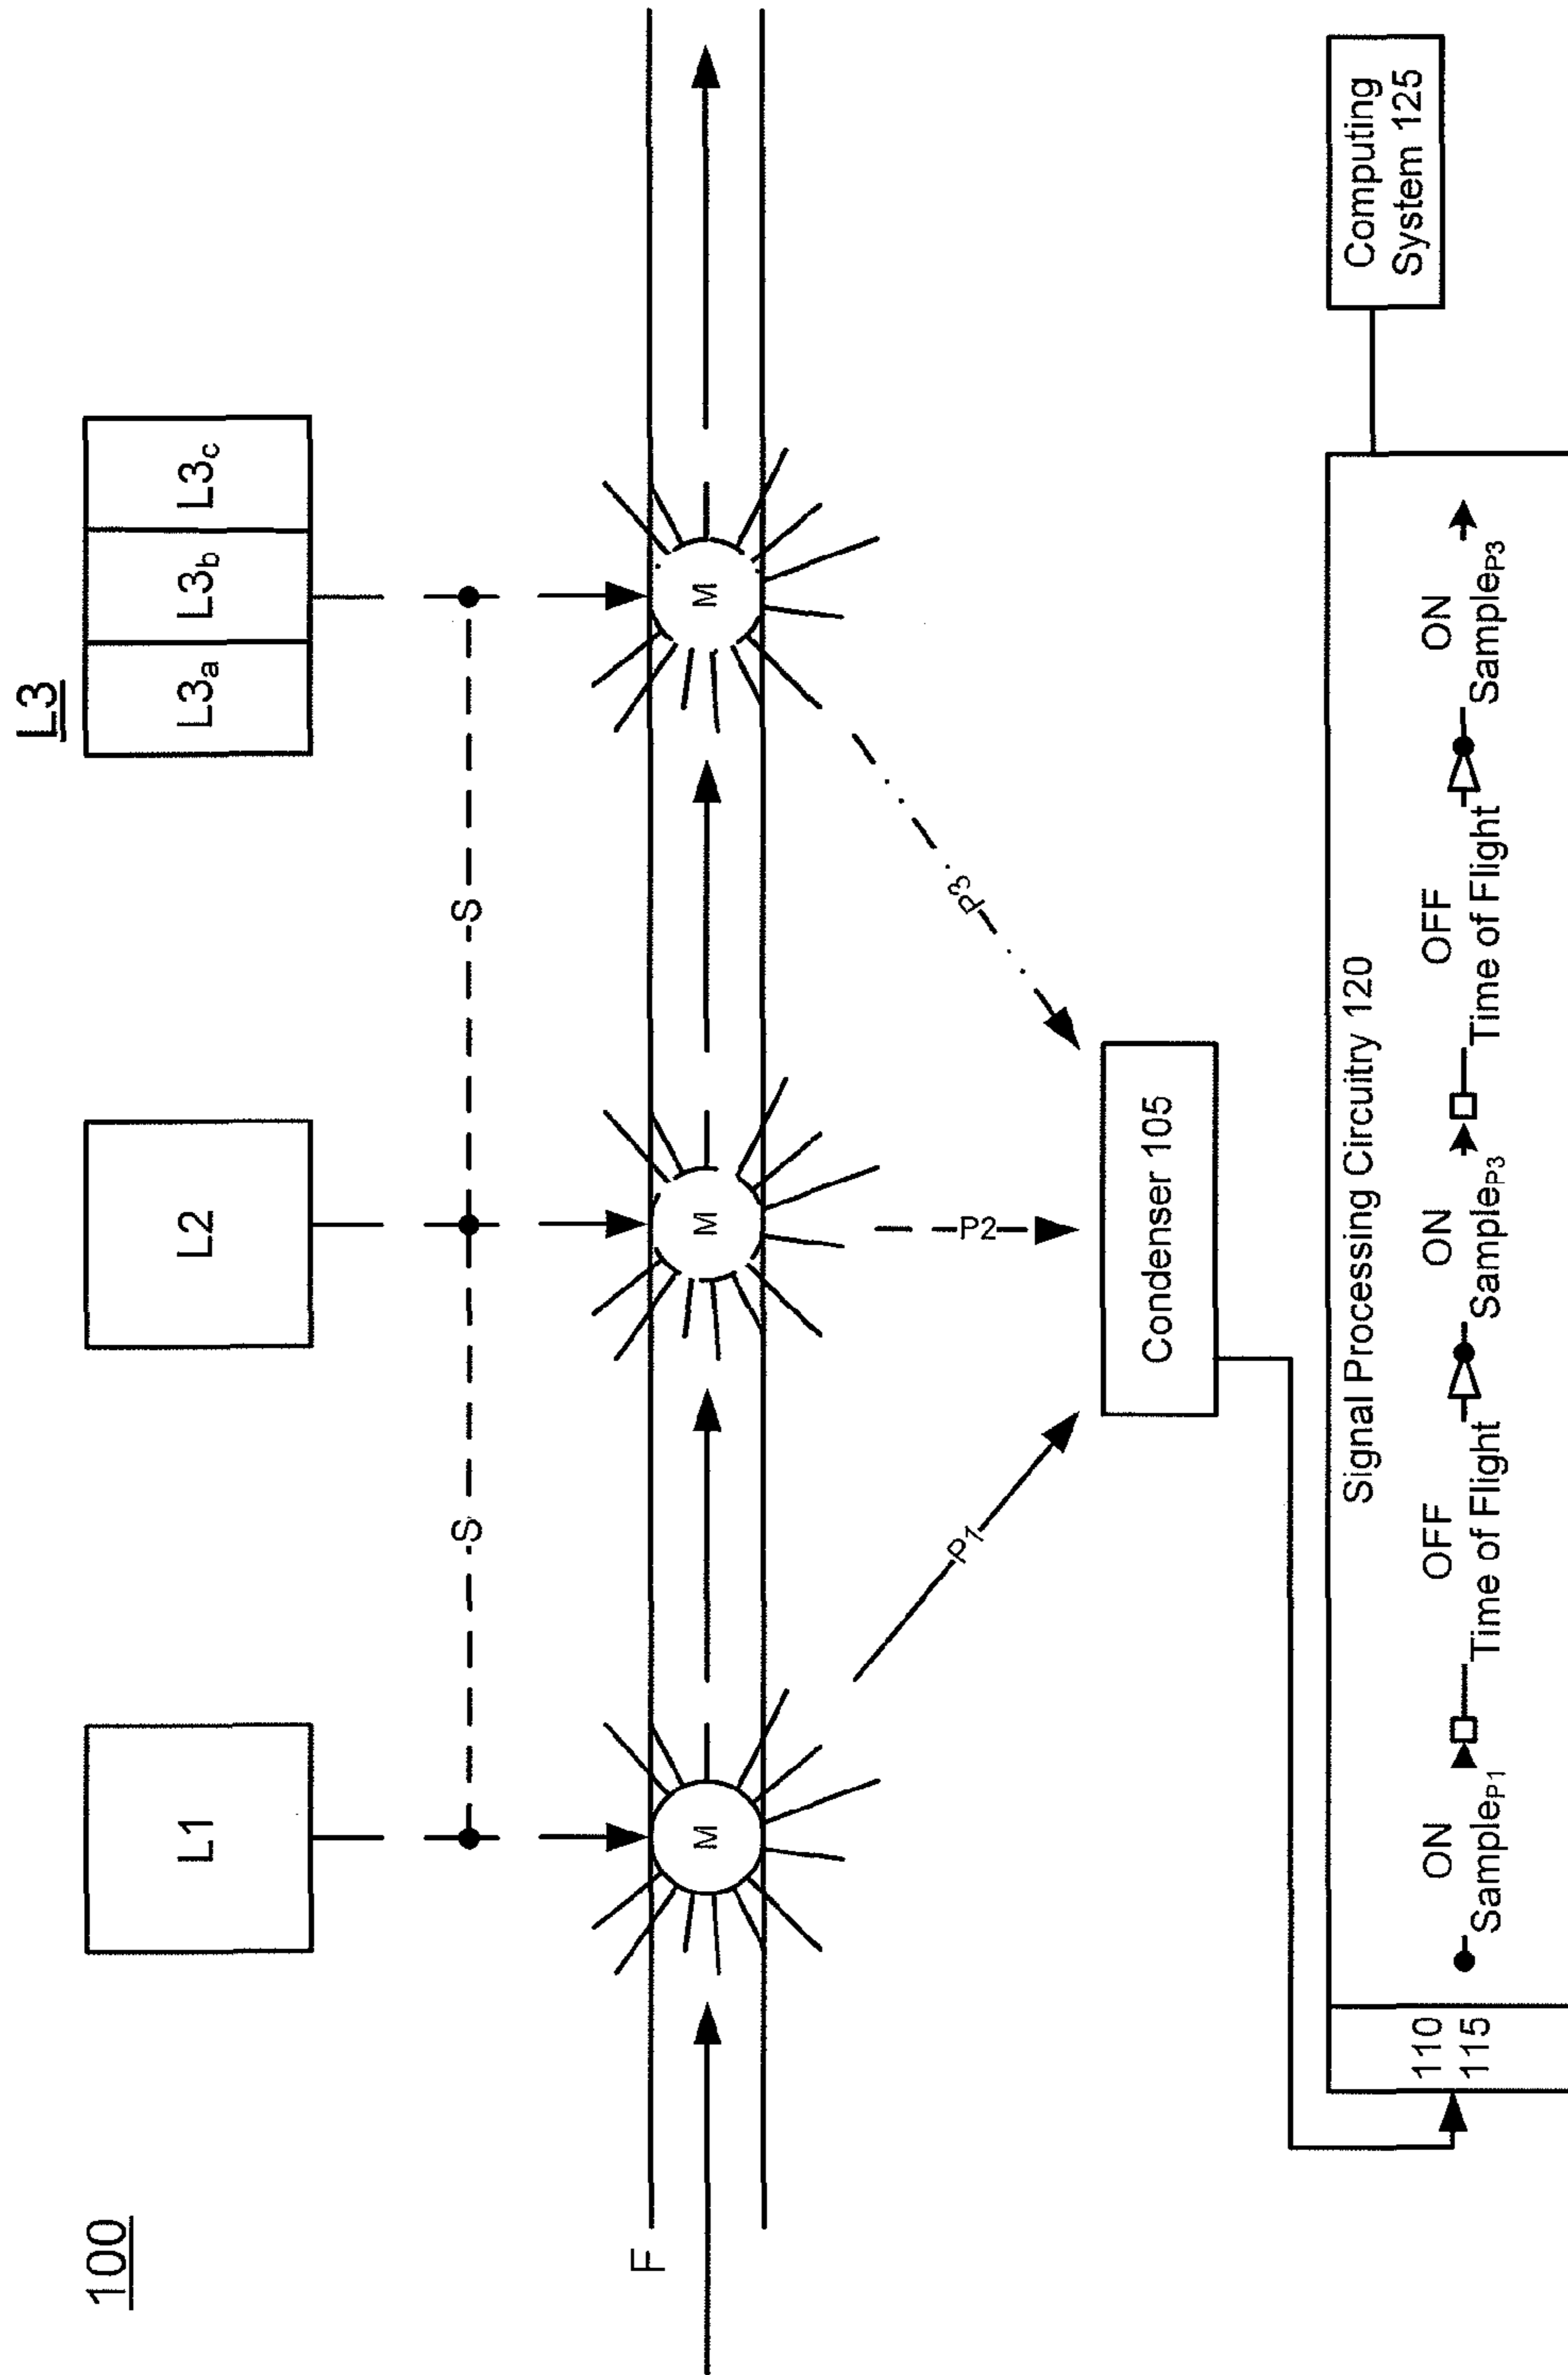 100
L3
L1
L2
L3a
L3b
L3c
S
S
F
M
M
M
P1
P2
P3
Condenser 105
Signal Processing Circuitry 120
110
115
ON
OFF
ON
OFF
ON
SampleP1
Time of Flight
SampleP3
Time of Flight
SampleP3
Computing
System 125